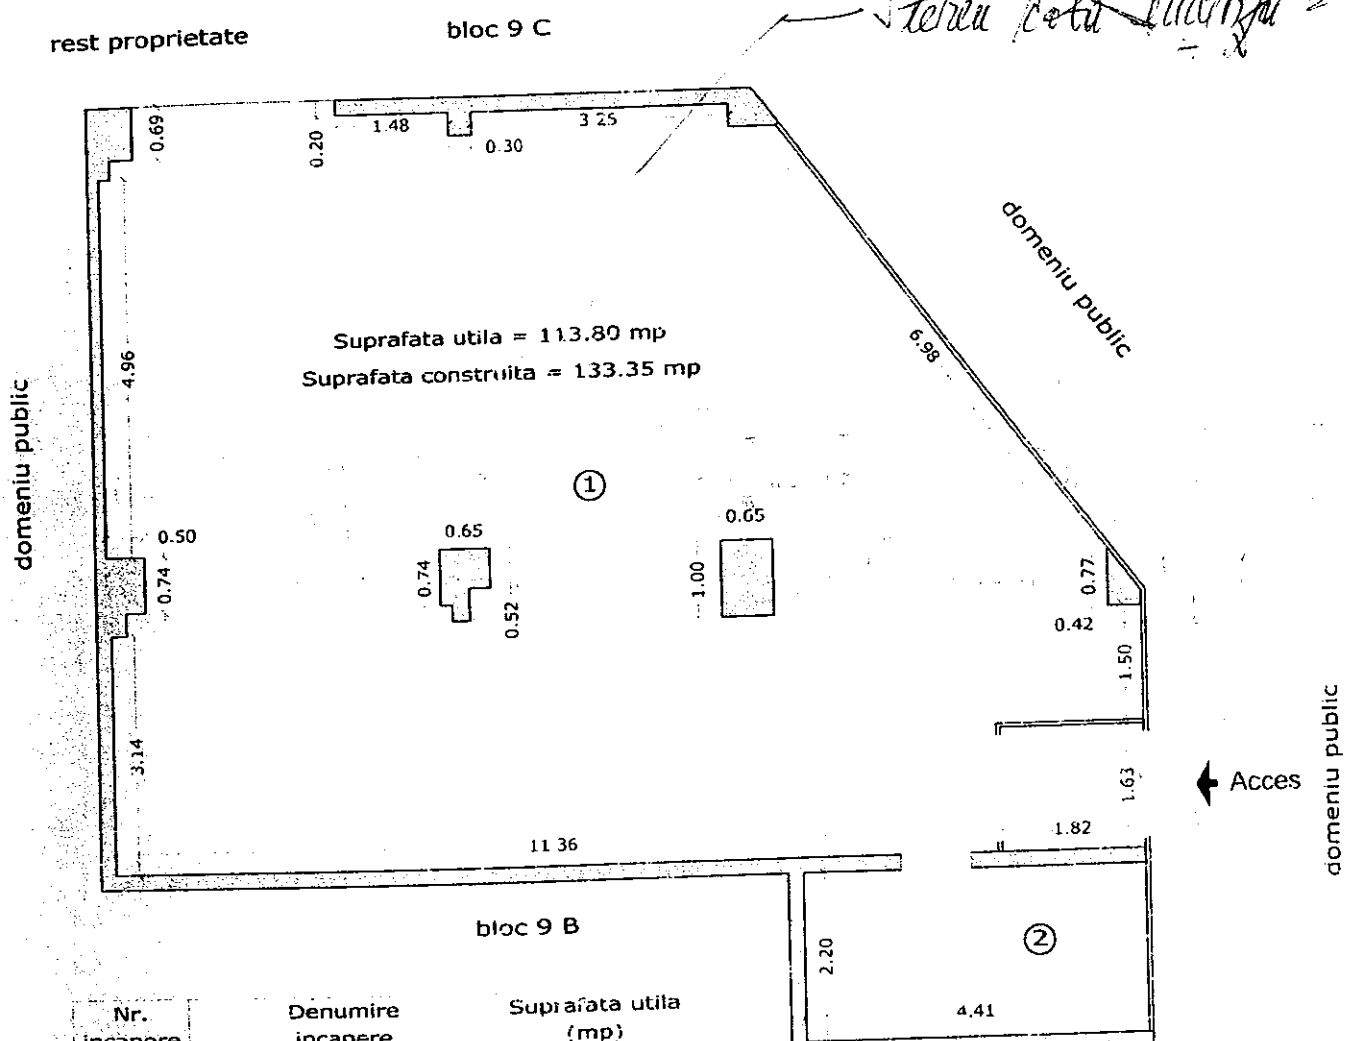 rest proprietate
bloc 9 C
0.69
0.20
1.48
0.30
3.25
domeniu public
6.98
Suprafata utila = 113.80 mp
Suprafata construita = 133.35 mp
4.96
domeniu public
1
0.50
0.74
0.65
0.74
0.52
0.65
1.00
0.77
0.42
1.50
3.14
1.63
Acces
domeniu public
1.82
11.36
bloc 9 B
2.20
2
4.41
Nr.
incapere
Denumire
incapere
Suprafata utila
(mp)